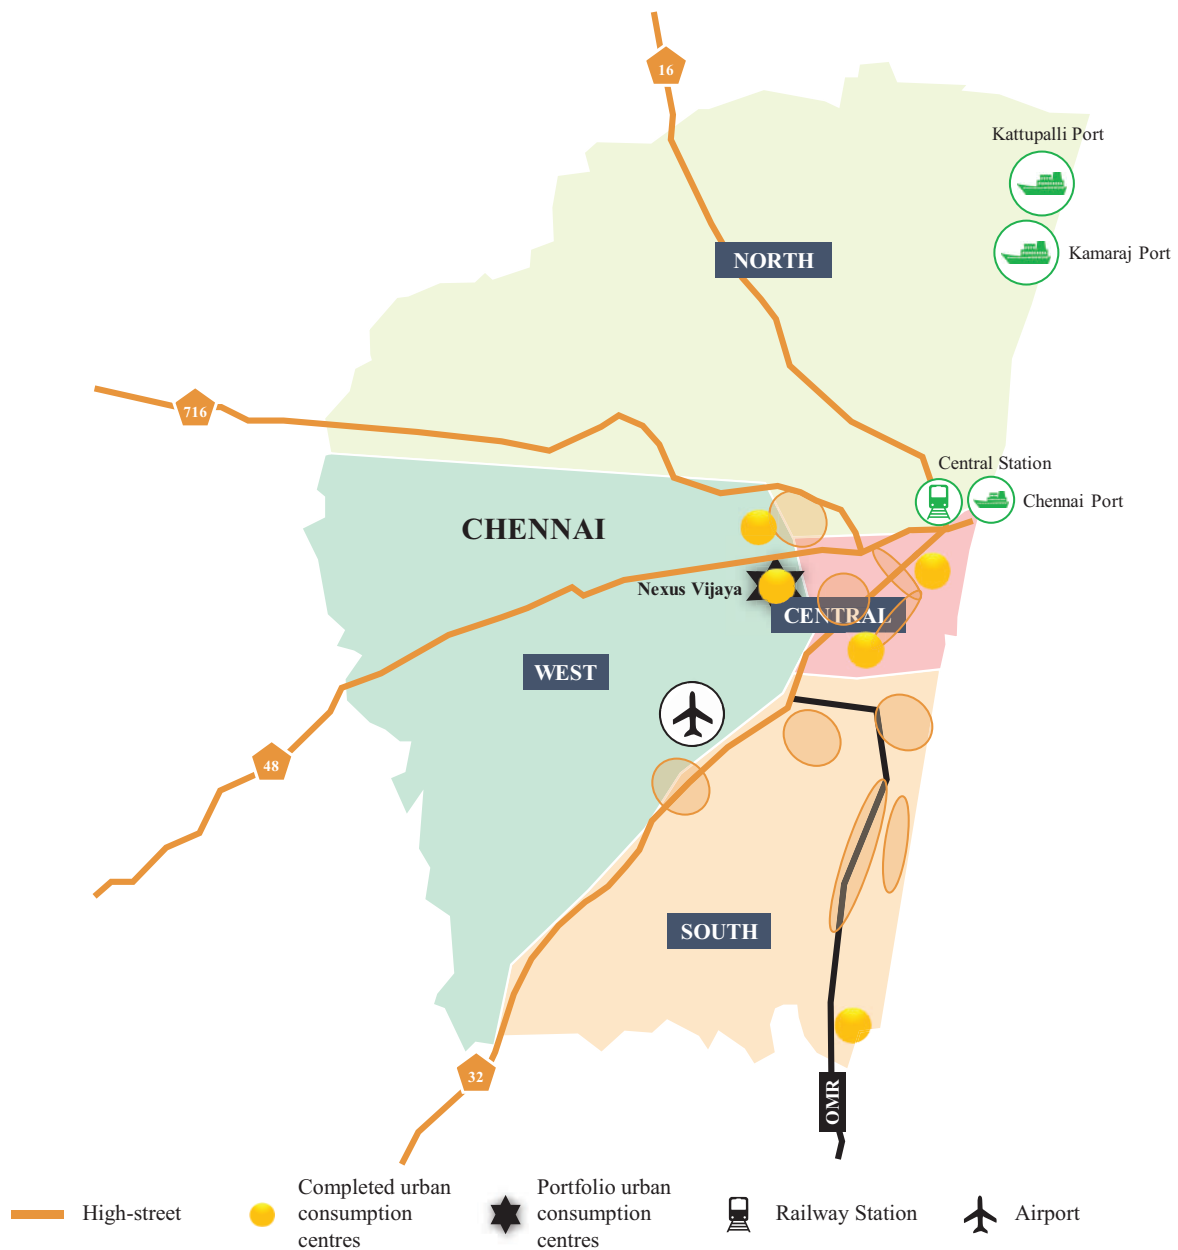 16
Kattupalli Port
Kamaraj Port
NORTH
716
Central Station
Chennai Port
CHENNAI
Nexus Vijaya
CENTRAL
WEST
48
SOUTH
32
OMR
High-street
Completed urban
consumption
centres
Portfolio urban
consumption
centres
Railway Station
Airport